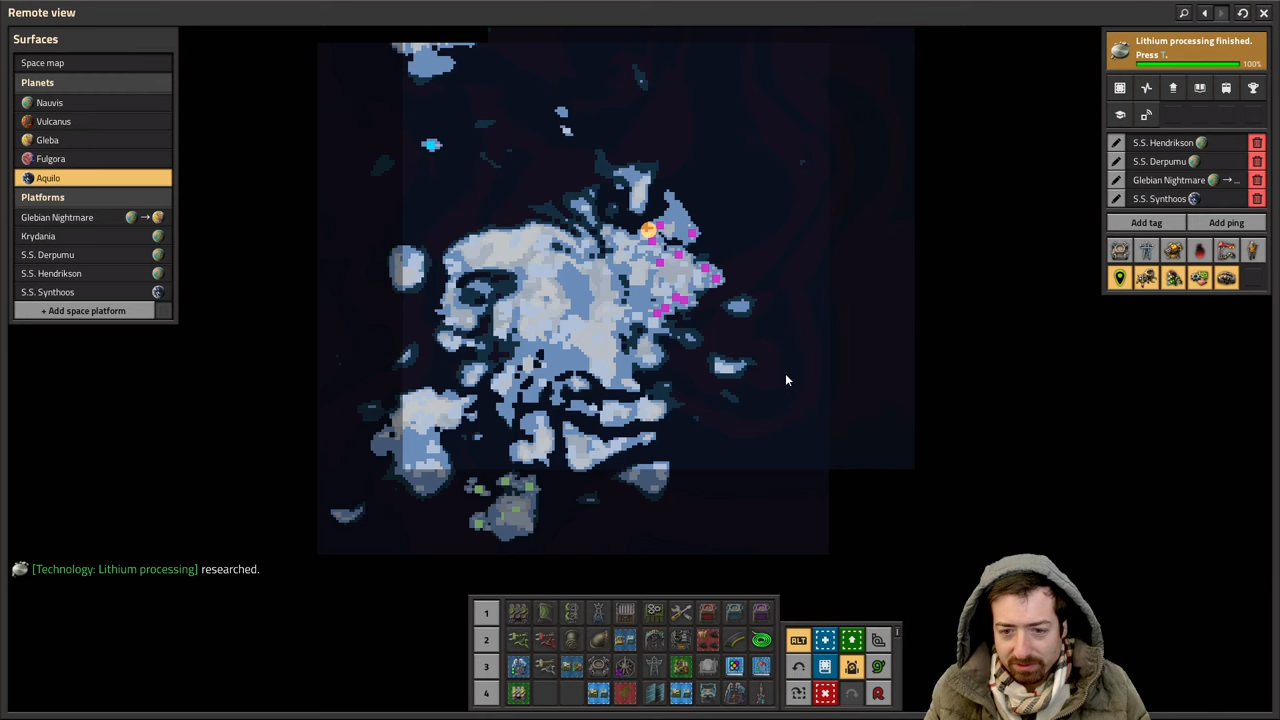 Remote view
Surfaces
Space map
Planets
Nauvis
Vulcanus
Gleba
Fulgora
Aquilo
Platforms
Glebian Nightmare
Krydania
S.S. Derpumu
S.S. Hendrikson
S.S. Synthoos
+ Add space platform
Lithium processing finished.
Press T.
100%
S.S. Hendrikson
S.S. Derpumu
Glebian Nightmare → ...
S.S. Synthoos
Add tag
Add ping
[Technology: Lithium processing] researched.
1
2
3
4
ALT